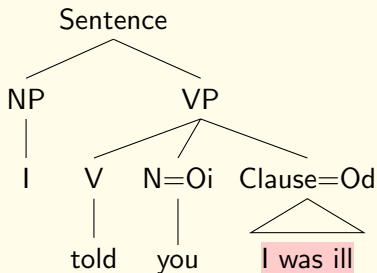 Sentence
NP VP
I V N=Oi Clause=Od
told you I was ill